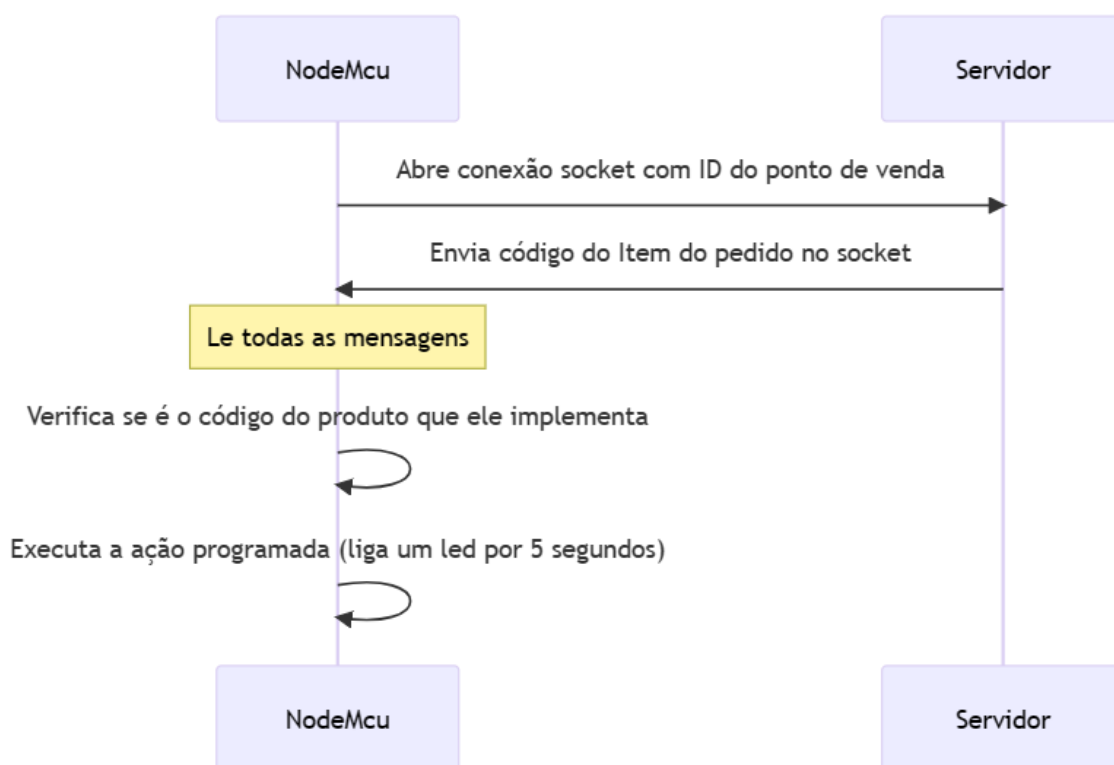 NodeMcu
Servidor
Abre conexão socket com ID do ponto de venda
Envia código do Item do pedido no socket
Le todas as mensagens
Verifica se é o código do produto que ele implementa
Executa a ação programada (liga um led por 5 segundos)
NodeMcu
Servidor